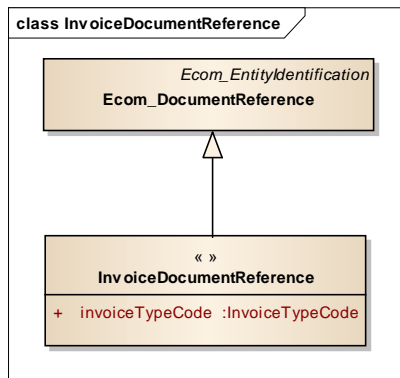 class InvoiceDocumentReference
Ecom_EntityIdentification
Ecom_DocumentReference
« »
InvoiceDocumentReference
+ invoiceTypeCode :InvoiceTypeCode